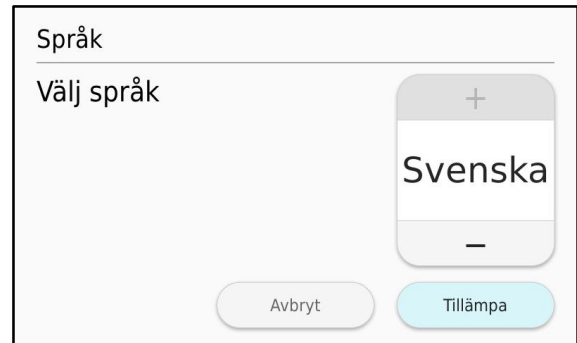 Språk
Välj språk
+
Svenska
–
Avbryt
Tillämpa